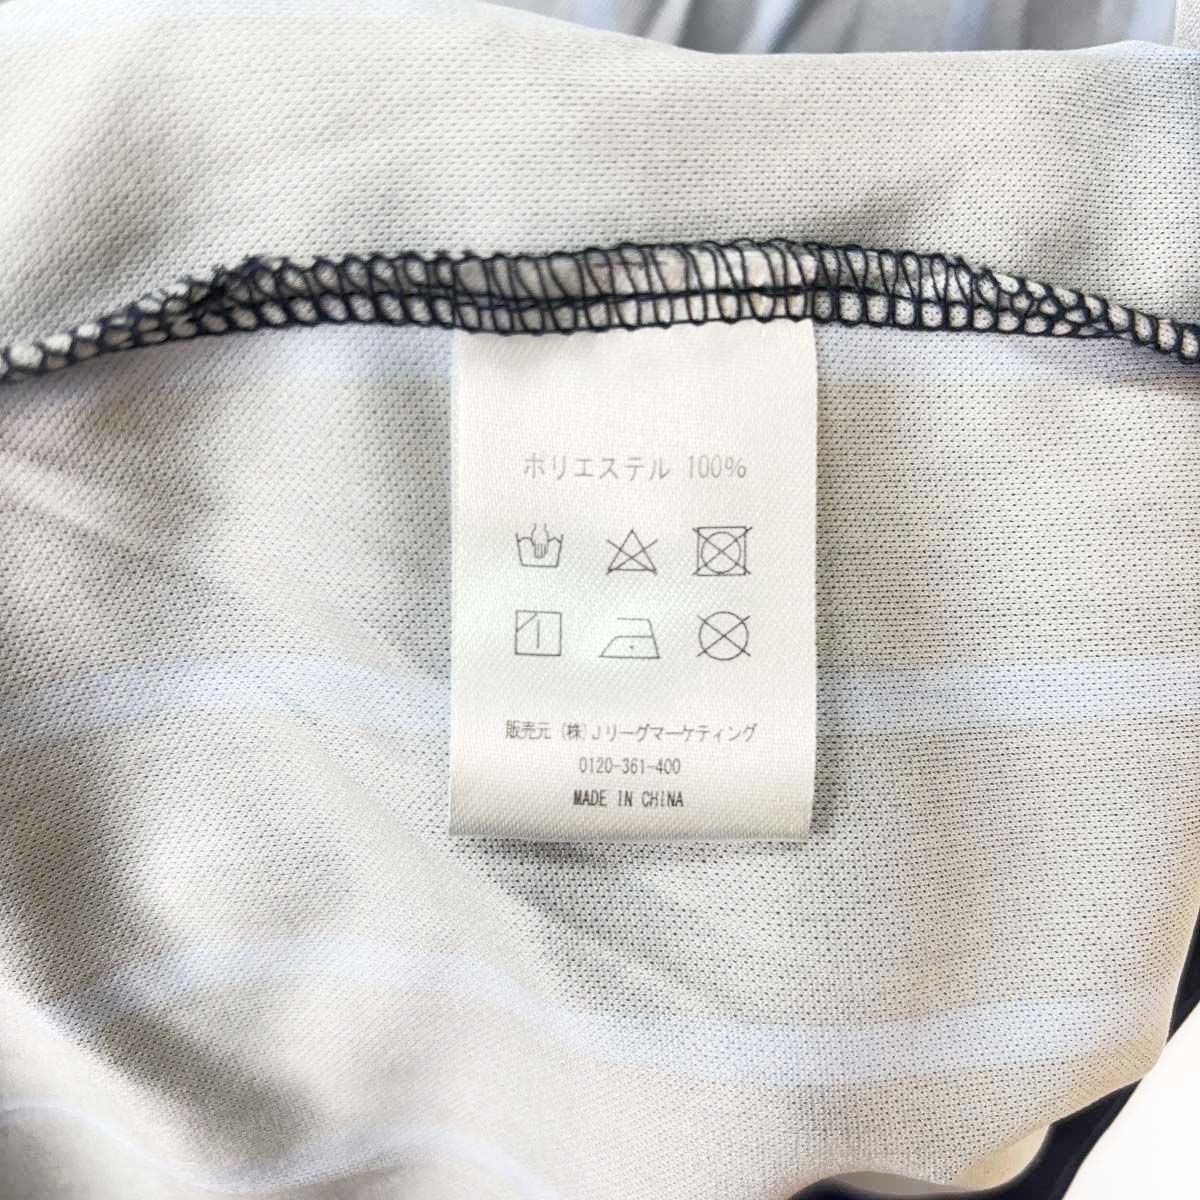 ポリエステル 100%
販売元 (株)Jリーグマーケティング
0120-361-400
MADE IN CHINA